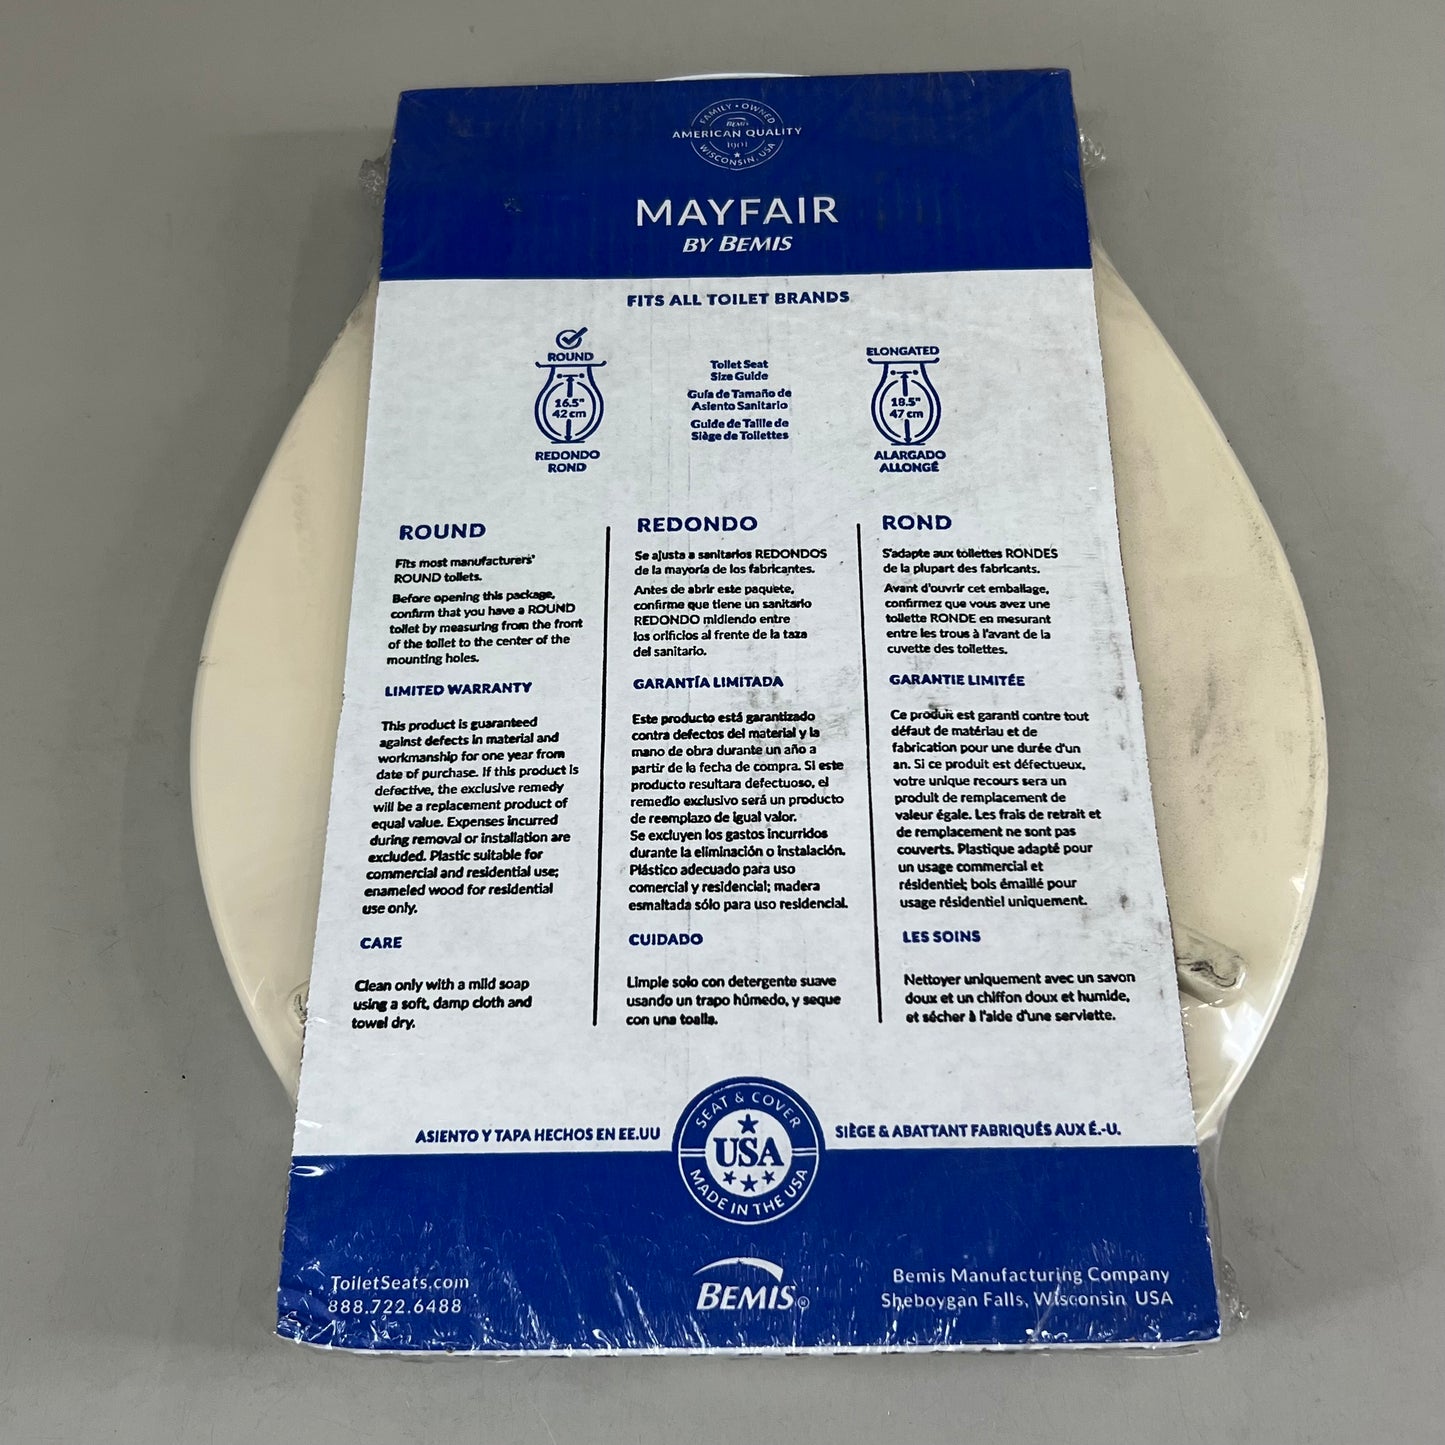 FAMILY • OWNED
BEMIS
AMERICAN QUALITY
1901
WISCONSIN, USA
MAYFAIR
BY BEMIS
FITS ALL TOILET BRANDS
ROUND
16.5"
42 cm
REDONDO
ROND
Toilet Seat
Size Guide
Guía de Tamaño de
Asiento Sanitario
Guide de Taille de
Siège de Toilettes
ELONGATED
18.5"
47 cm
ALARGADO
ALLONGÉ
ROUND
Fits most manufacturers'
ROUND toilets.
Before opening this package,
confirm that you have a ROUND
toilet by measuring from the front
of the toilet to the center of the
mounting holes.
LIMITED WARRANTY
This product is guaranteed
against defects in material and
workmanship for one year from
date of purchase. If this product is
defective, the exclusive remedy
will be a replacement product of
equal value. Expenses incurred
during removal or installation are
excluded. Plastic suitable for
commercial and residential use;
enameled wood for residential
use only.
CARE
Clean only with a mild soap
using a soft, damp cloth and
towel dry.
REDONDO
Se ajusta a sanitarios REDONDOS
de la mayoría de los fabricantes.
Antes de abrir este paquete,
confirme que tiene un sanitario
REDONDO midiendo entre
los orificios al frente de la taza
del sanitario.
GARANTÍA LIMITADA
Este producto está garantizado
contra defectos del material y la
mano de obra durante un año a
partir de la fecha de compra. Si este
producto resultara defectuoso, el
remedio exclusivo será un producto
de reemplazo de igual valor.
Se excluyen los gastos incurridos
durante la eliminación o instalación.
Plástico adecuado para uso
comercial y residencial; madera
esmaltada sólo para uso residencial.
CUIDADO
Limpie solo con detergente suave
usando un trapo húmedo, y seque
con una toalla.
ROND
S'adapte aux toilettes RONDES
de la plupart des fabricants.
Avant d'ouvrir cet emballage,
confirmez que vous avez une
toilette RONDE en mesurant
entre les trous à l'avant de la
cuvette des toilettes.
GARANTIE LIMITÉE
Ce produit est garanti contre tout
défaut de matériau et de
fabrication pour une durée d'un
an. Si ce produit est défectueux,
votre unique recours sera un
produit de remplacement de
valeur égale. Les frais de retrait et
de remplacement ne sont pas
couverts. Plastique adapté pour
un usage commercial et
résidentiel; bois émaillé pour
usage résidentiel uniquement.
LES SOINS
Nettoyer uniquement avec un savon
doux et un chiffon doux et humide,
et sécher à l'aide d'une serviette.
ASIENTO Y TAPA HECHOS EN EE.UU
SEAT & COVER
USA
MADE IN THE USA
SIÈGE & ABATTANT FABRIQUÉS AUX É.-U.
ToiletSeats.com
888.722.6488
BEMIS®
Bemis Manufacturing Company
Sheboygan Falls, Wisconsin USA